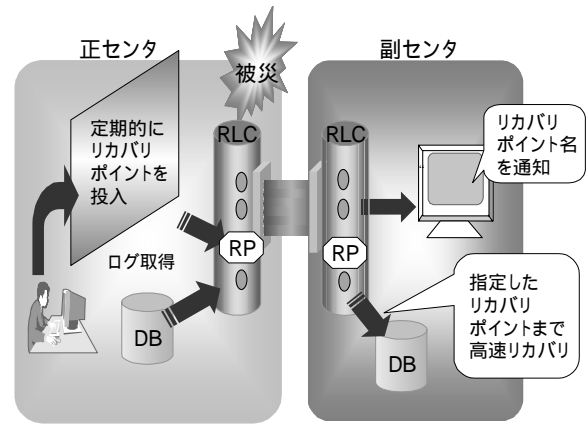 正センタ
被災
副センタ
定期的に
リカバリ
ポイントを
投入
RLC
RLC
リカバリ
ポイント名
を通知
RP
RP
ログ取得
DB
指定した
リカバリ
ポイントまで
高速リカバリ
DB